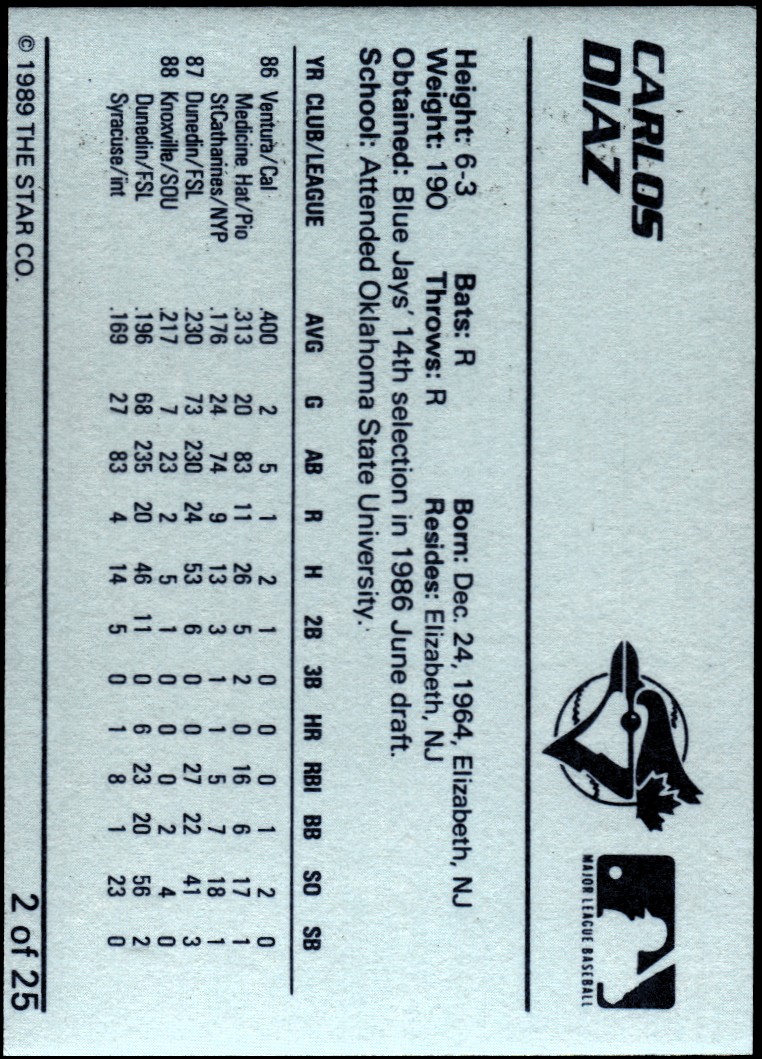 CARLOS
DIAZ
MAJOR LEAGUE BASEBALL
Height: 6-3 Bats: R Born: Dec. 24, 1964, Elizabeth, NJ
Weight: 190 Throws: R Resides: Elizabeth, NJ
Obtained: Blue Jays' 14th selection in 1986 June draft.
School: Attended Oklahoma State University.
YR CLUB/LEAGUE AVG G AB R H 2B 3B HR RBI BB SO SB
86 Ventura/Cal .400 2 5 1 2 1 0 0 0 1 2 0
Medicine Hat/Pio .313 20 83 11 26 5 2 0 16 6 17 1
StCatharines/NYP .176 24 74 9 13 3 1 1 5 7 18 1
87 Dunedin/FSL .230 73 230 24 53 6 0 0 27 22 41 3
88 Knoxville/SOU .217 7 23 2 5 1 0 0 0 2 4 0
Dunedin/FSL .196 68 235 20 46 11 0 6 23 20 56 2
Syracuse/int .169 27 83 4 14 5 0 1 8 1 23 0
© 1989 THE STAR CO. 2 of 25